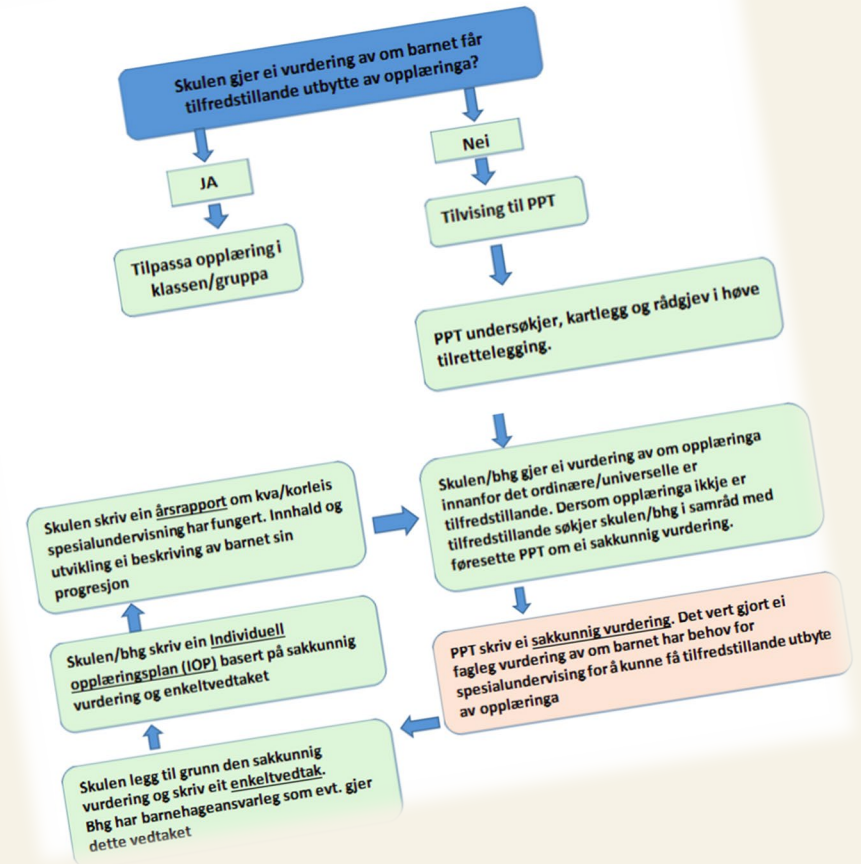 Skulen gjer ei vurdering av om barnet får
tilfredstillande utbytte av opplæringa?
JA
Nei
Tilpassa opplæring i
klassen/gruppa
Tilvising til PPT
PPT undersøkjer, kartlegg og rådgjev i høve
tilrettelegging.
Skulen/bhg gjer ei vurdering av om opplæringa
innanfor det ordinære/universelle er
tilfredstillande. Dersom opplæringa ikkje er
tilfredstillande søkjer skulen/bhg i samråd med
føresette PPT om ei sakkunnig vurdering.
PPT skriv ei sakkunnig vurdering. Det vert gjort ei
fagleg vurdering av om barnet har behov for
spesialundervising for å kunne få tilfredstillande utbyte
av opplæringa
Skulen legg til grunn den sakkunnig
vurdering og skriv eit enkeltvedtak.
Bhg har barnehageansvarleg som evt. gjer
dette vedtaket
Skulen/bhg skriv ein Individuell
opplæringsplan (IOP) basert på sakkunnig
vurdering og enkeltvedtaket
Skulen skriv ein årsrapport om kva/korleis
spesialundervisning har fungert. Innhald og
utvikling ei beskriving av barnet sin
progresjon